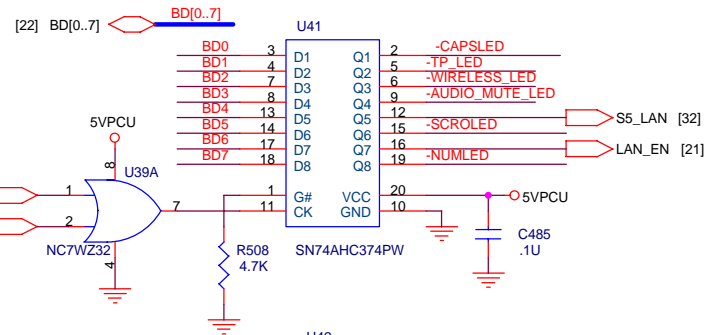 BD[0..7]
[22] BD[0..7]
U41
BD0 3 D1 Q1 2 -CAPSLED
BD1 4 D2 Q2 5 -TP_LED
BD2 7 D3 Q3 6 -WIRELESS_LED
BD3 8 D4 Q4 9 -AUDIO_MUTE_LED
BD4 13 D5 Q5 12 S5_LAN [32]
BD5 14 D6 Q6 15 -SCROLED
BD6 17 D7 Q7 16 LAN_EN [21]
BD7 18 D8 Q8 19 -NUMLED
5VPCU
8 U39A
1 1 G# VCC 20 5VPCU
7 11 CK GND 10
2
NC7WZ32
4
R508
4.7K
SN74AHC374PW
C485
.1U